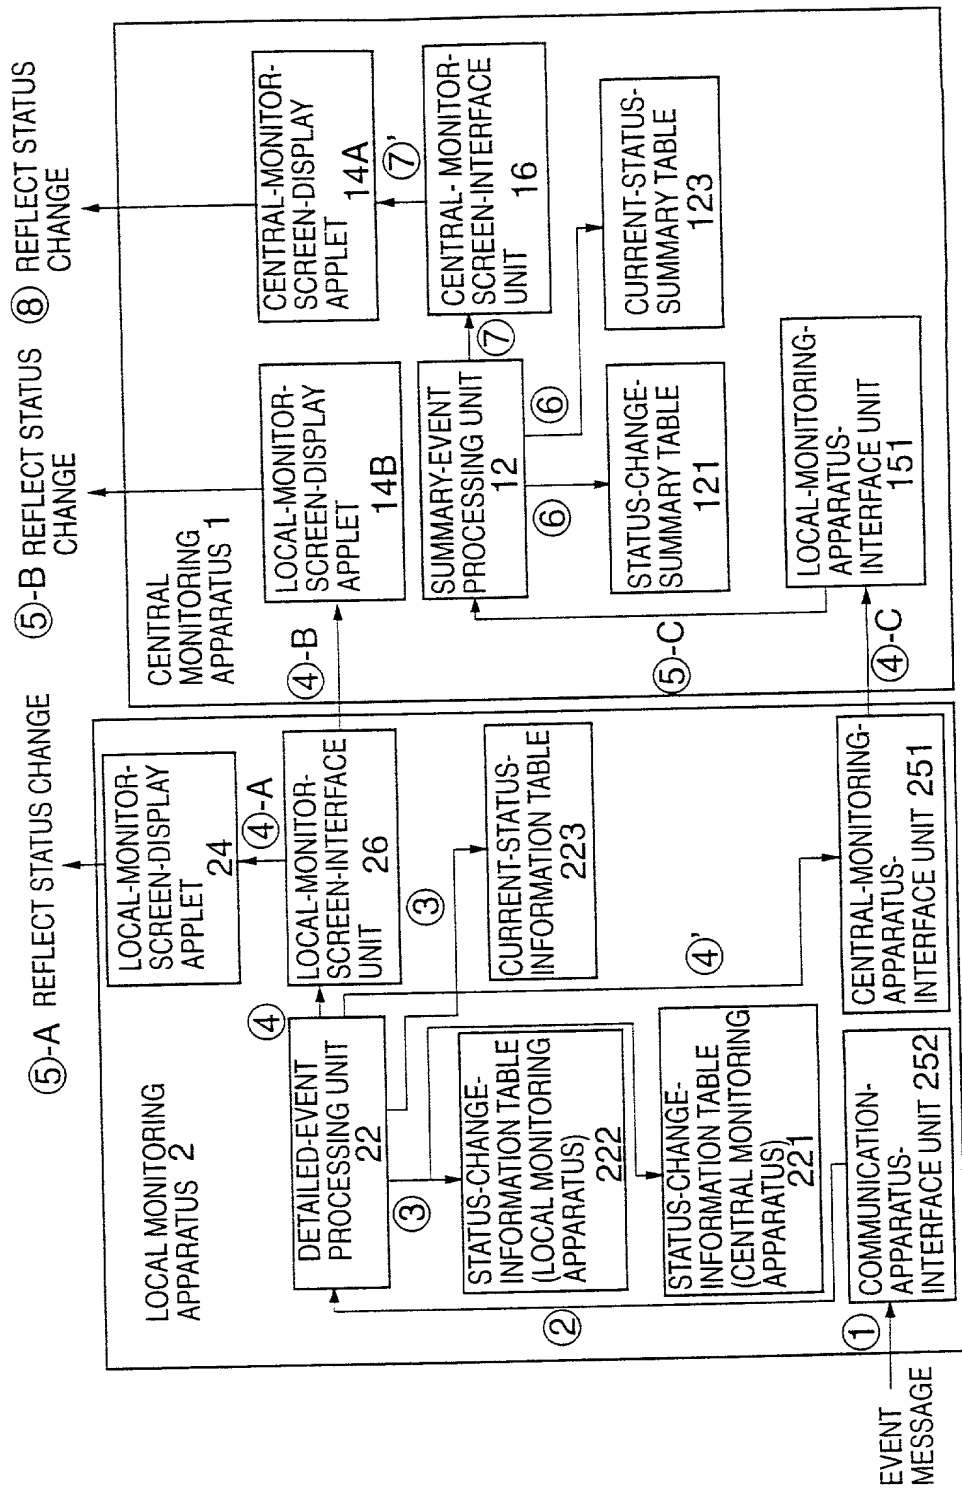 ⑤-A REFLECT STATUS CHANGE
⑤-B REFLECT STATUS
CHANGE
⑧ REFLECT STATUS
CHANGE
LOCAL MONITORING
APPARATUS 2
LOCAL-MONITOR-
SCREEN-DISPLAY
APPLET
24
④-A
④
LOCAL-MONITOR-
SCREEN-INTERFACE
UNIT
26
DETAILED-EVENT
PROCESSING UNIT
22
③
③
STATUS-CHANGE-
INFORMATION TABLE
(LOCAL MONITORING
APPARATUS)
222
CURRENT-STATUS-
INFORMATION TABLE
223
②
④'
STATUS-CHANGE-
INFORMATION TABLE
(CENTRAL MONITORING
APPARATUS)
221
①
EVENT
MESSAGE
COMMUNICATION-
APPARATUS-
INTERFACE UNIT 252
CENTRAL-MONITORING-
APPARATUS-
INTERFACE UNIT 251
CENTRAL
MONITORING
APPARATUS 1
④-B
LOCAL-MONITOR-
SCREEN-DISPLAY
APPLET
14B
CENTRAL-MONITOR-
SCREEN-DISPLAY
APPLET
14A
⑦'
SUMMARY-EVENT
PROCESSING UNIT
12
⑦
CENTRAL- MONITOR-
SCREEN-INTERFACE
UNIT
16
⑥
⑥
STATUS-CHANGE-
SUMMARY TABLE
121
CURRENT-STATUS-
SUMMARY TABLE
123
⑤-C
④-C
LOCAL-MONITORING-
APPARATUS-
INTERFACE UNIT
151